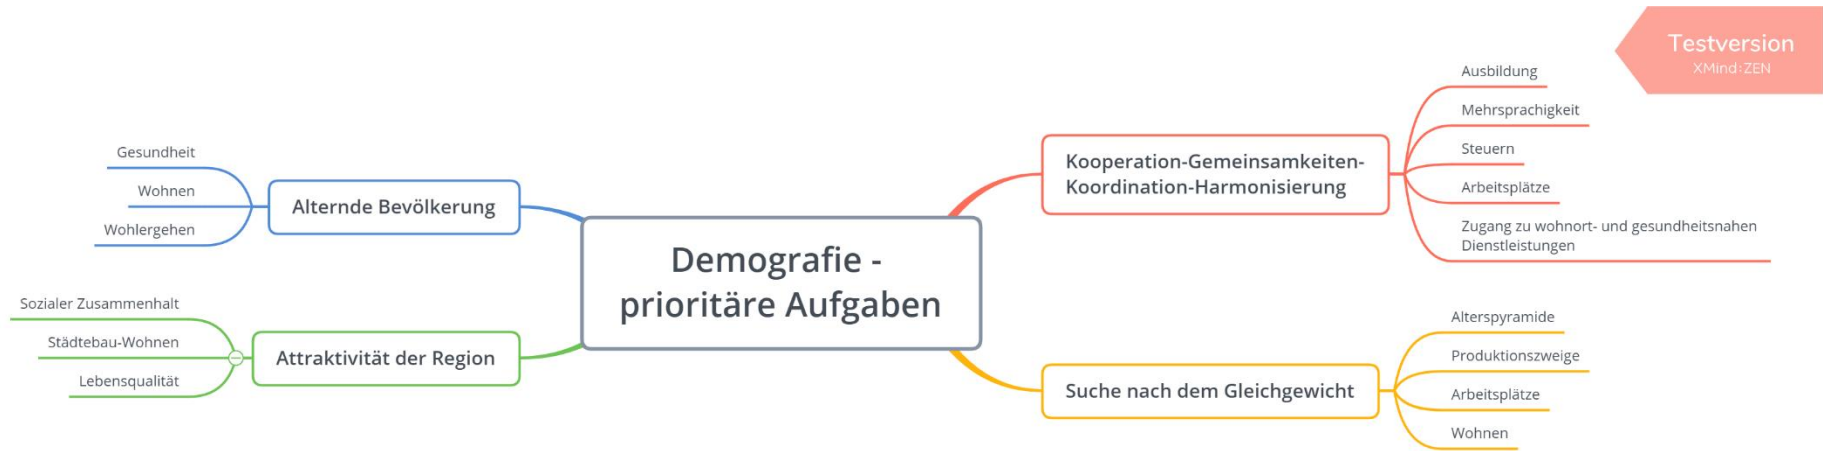 Testversion
XMind:ZEN
Demografie -
prioritäre Aufgaben
Kooperation-Gemeinsamkeiten-
Koordination-Harmonisierung
Ausbildung
Mehrsprachigkeit
Steuern
Arbeitsplätze
Zugang zu wohnort- und gesundheitsnahen
Dienstleistungen
Suche nach dem Gleichgewicht
Alterspyramide
Produktionszweige
Arbeitsplätze
Wohnen
Alternde Bevölkerung
Gesundheit
Wohnen
Wohlergehen
Attraktivität der Region
Sozialer Zusammenhalt
Städtebau-Wohnen
Lebensqualität